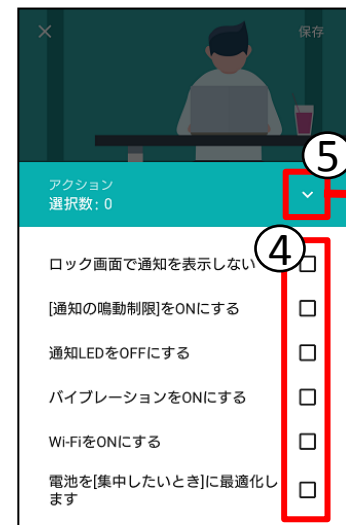 保存
⑤
アクション
選択数: 0
④
ロック画面で通知を表示しない
[通知の鳴動制限]をONにする
通知LEDをOFFにする
バイブレーションをONにする
Wi-FiをONにする
電池を[集中したいとき]に最適化し
ます